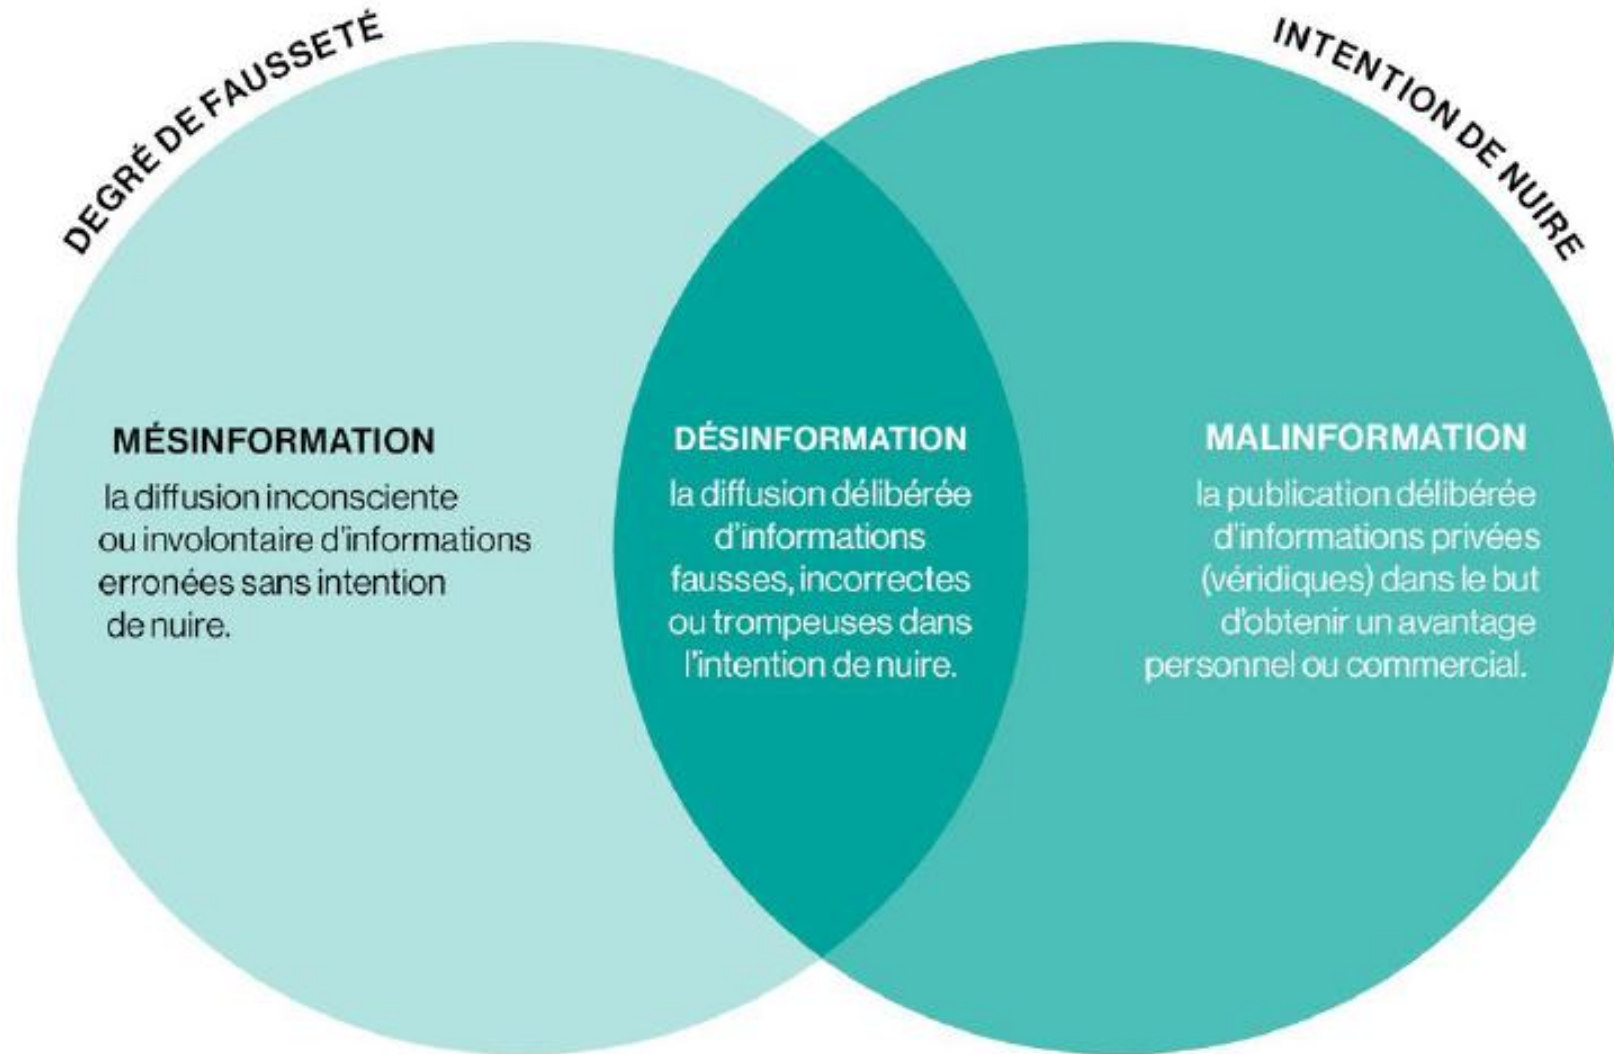 DEGRÉ DE FAUSSETÉ
INTENTION DE NUIRE
MÉSINFORMATION
la diffusion inconsciente
ou involontaire d'informations
erronées sans intention
de nuire.
DÉSINFORMATION
la diffusion délibérée
d'informations
fausses, incorrectes
ou trompeuses dans
l'intention de nuire.
MALINFORMATION
la publication délibérée
d'informations privées
(véridiques) dans le but
d'obtenir un avantage
personnel ou commercial.